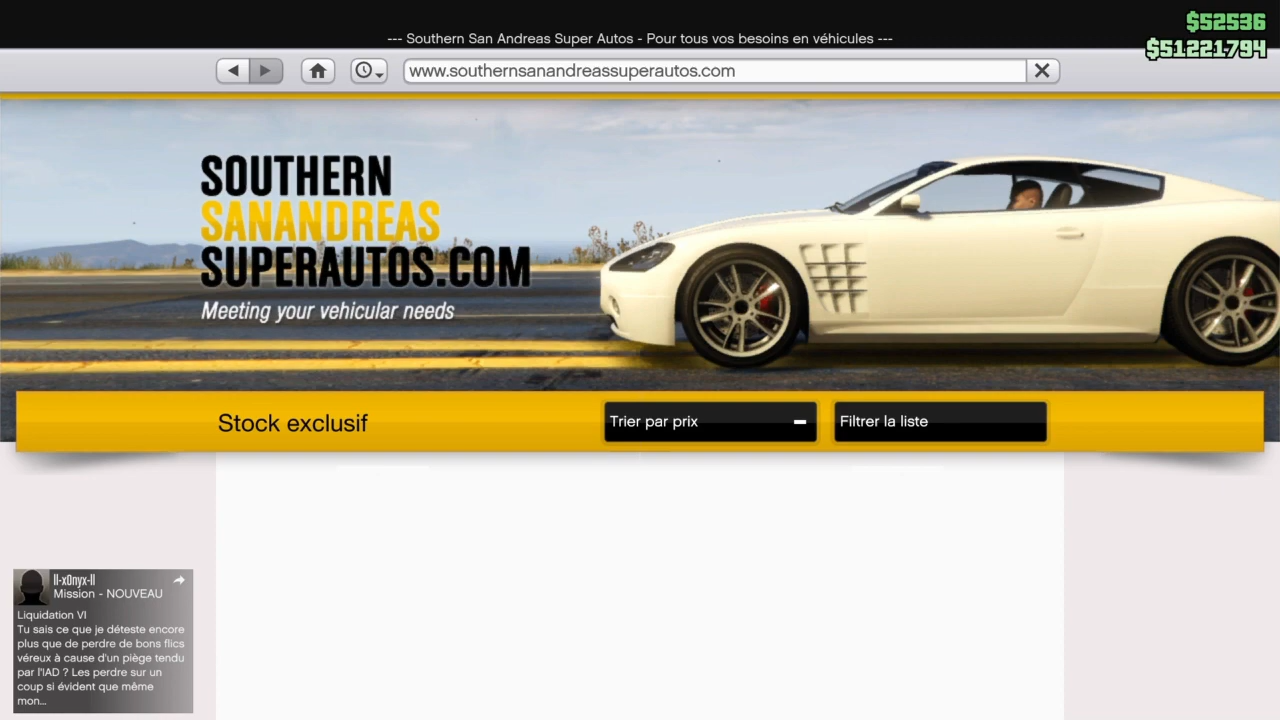 $52536
--- Southern San Andreas Super Autos - Pour tous vos besoins en véhicules ---
$51221794
www.southernsanandreassuperautos.com
SOUTHERN
SANANDREAS
SUPERAUTOS.COM
Meeting your vehicular needs
Stock exclusif
Trier par prix
Filtrer la liste
ll-x0nyx-ll
Mission - NOUVEAU
Liquidation VI
Tu sais ce que je déteste encore
plus que de perdre de bons flics
véreux à cause d'un piège tendu
par l'IAD ? Les perdre sur un
coup si évident que même
mon...